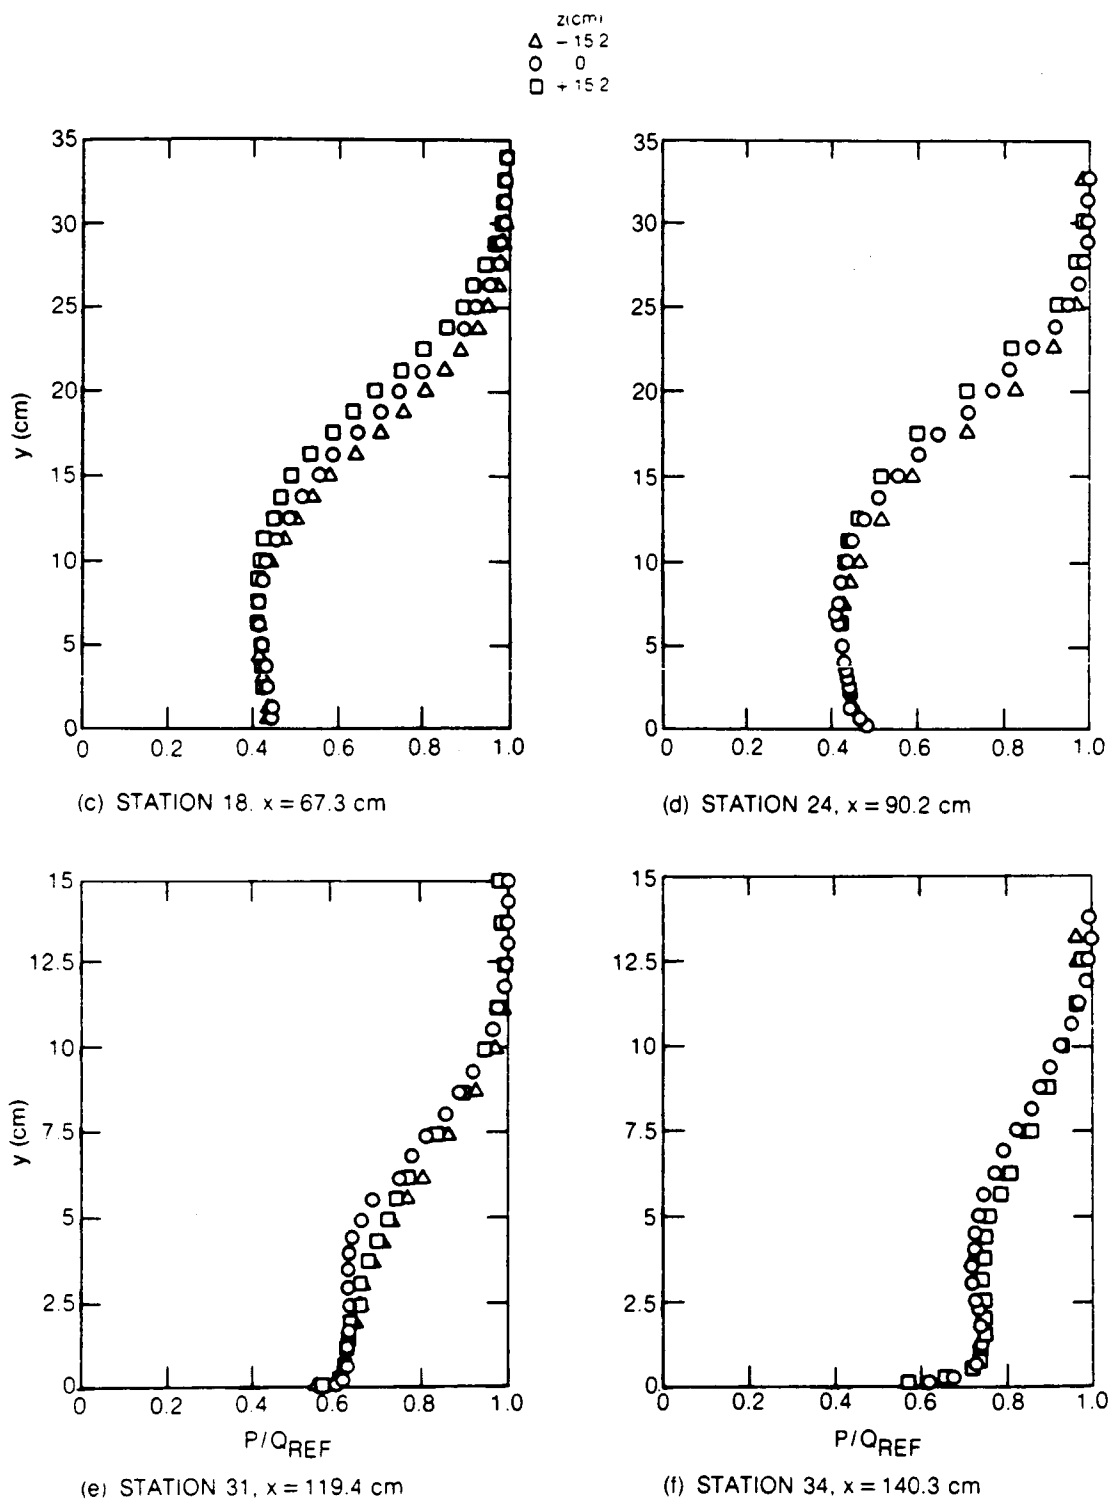 z(cm)
△ – 15 2
○ 0
□ + 15 2
35
30
25
20
15
10
5
0
y (cm)
0 0.2 0.4 0.6 0.8 1.0
(c) STATION 18. x = 67.3 cm
35
30
25
20
15
10
5
0
0 0.2 0.4 0.6 0.8 1.0
(d) STATION 24, x = 90.2 cm
15
12.5
10
7.5
5
2.5
0
y (cm)
0 0.2 0.4 0.6 0.8 1.0
P/QREF
(e) STATION 31, x = 119.4 cm
15
12.5
10
7.5
5
2.5
0
0 0.2 0.4 0.6 0.8 1.0
P/QREF
(f) STATION 34, x = 140.3 cm